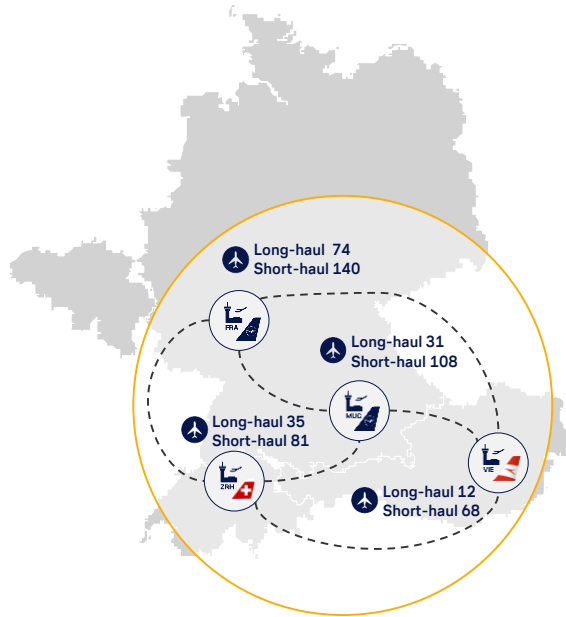 Long-haul 74
Short-haul 140
FRA
Long-haul 31
Short-haul 108
MUC
Long-haul 35
Short-haul 81
ZRH
VIE
Long-haul 12
Short-haul 68